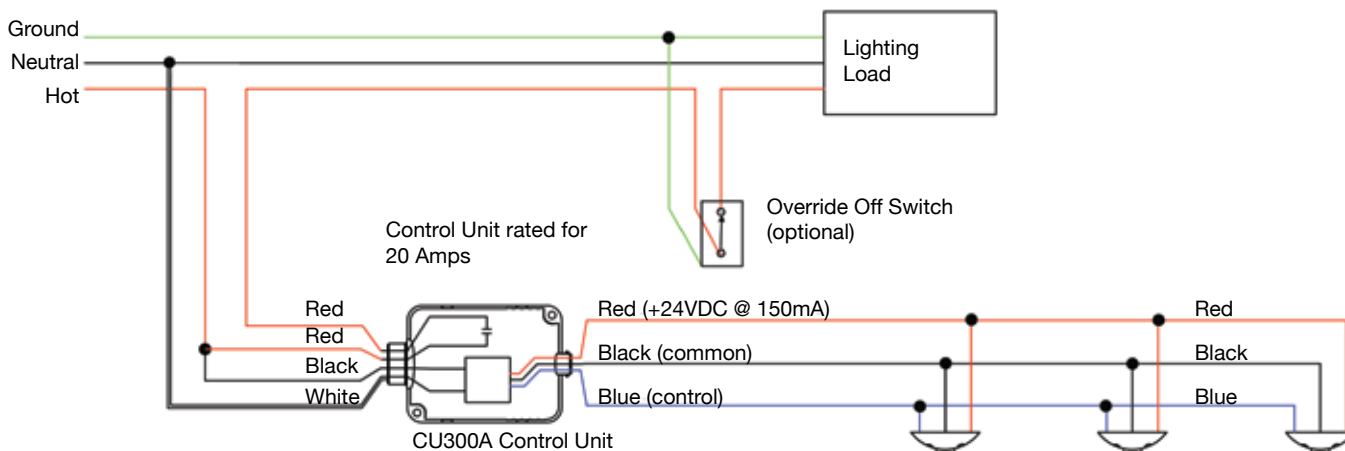 Ground
Neutral
Hot
Lighting
Load
Override Off Switch
(optional)
Control Unit rated for
20 Amps
Red
Red
Black
White
Red (+24VDC @ 150mA)
Black (common)
Blue (control)
Red
Black
Blue
CU300A Control Unit